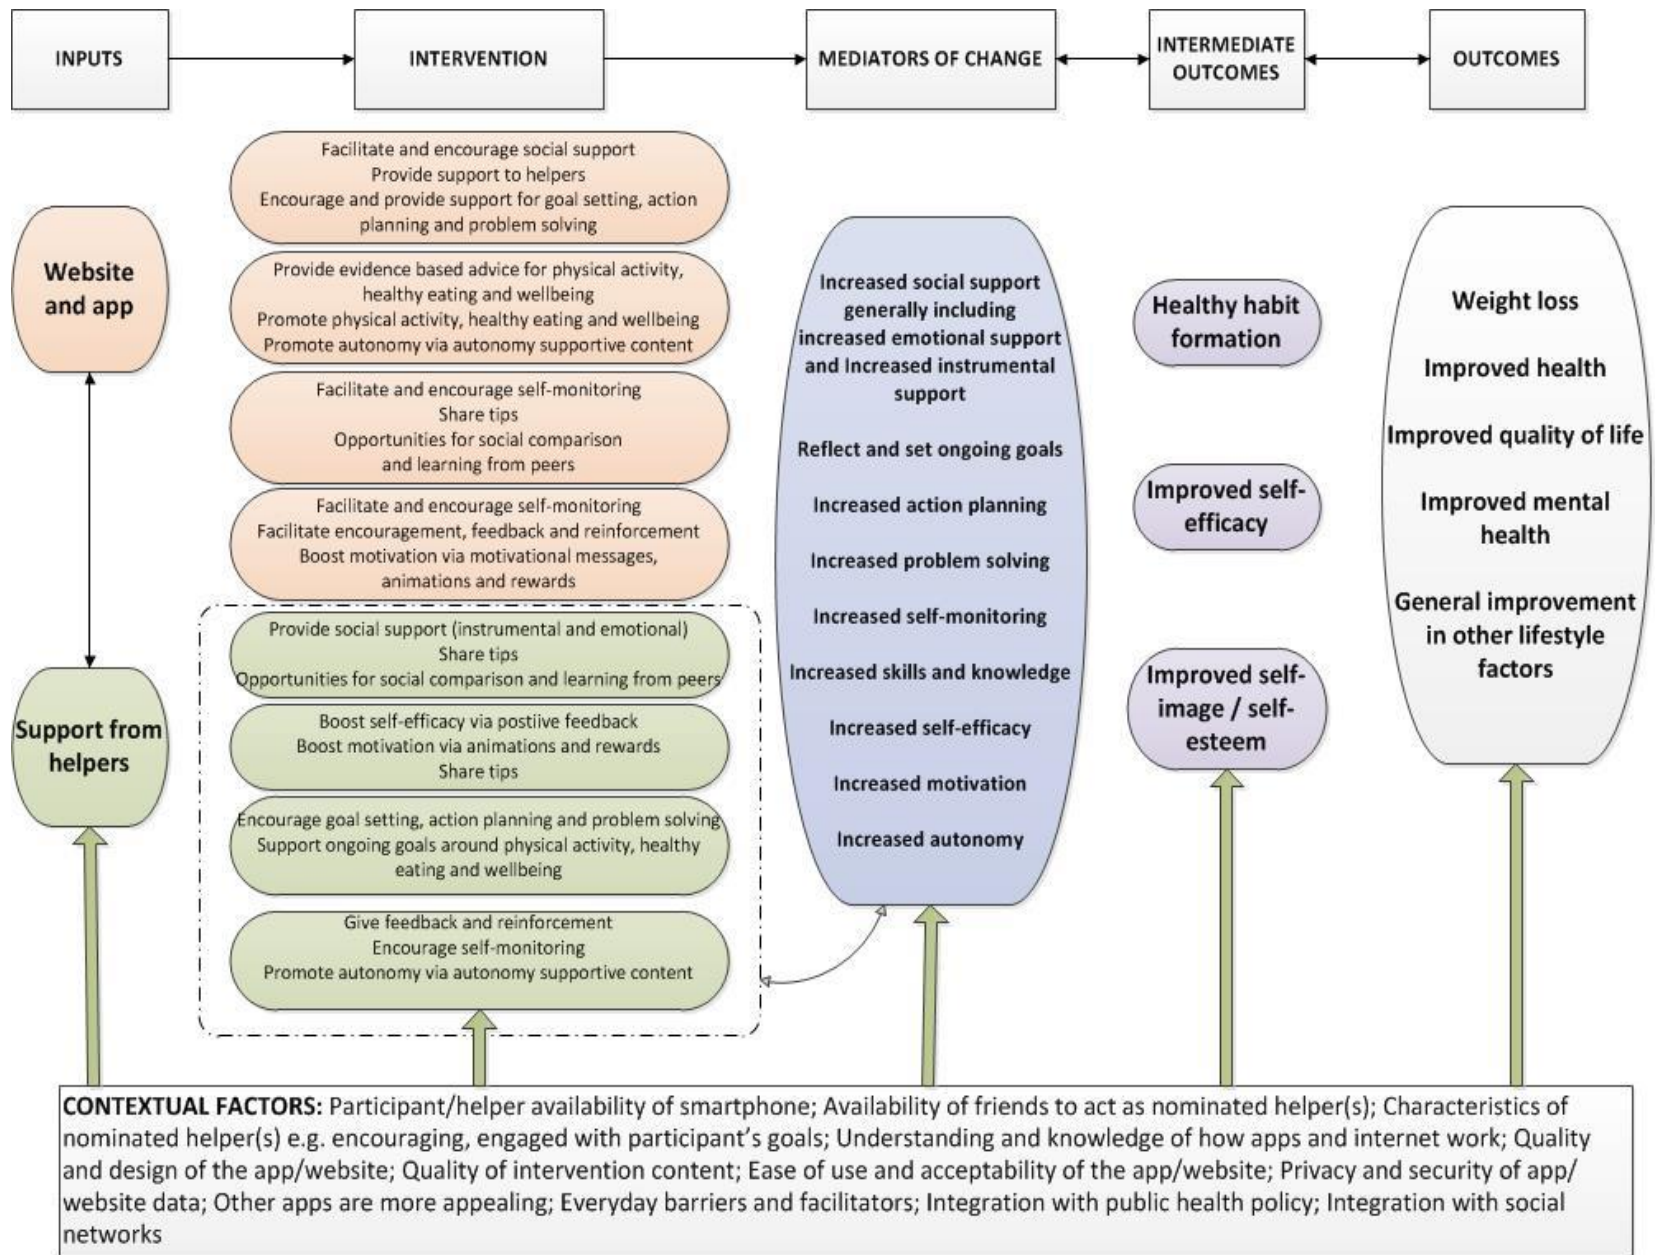 INPUTS
INTERVENTION
MEDIATORS OF CHANGE
INTERMEDIATE
OUTCOMES
OUTCOMES
Website
and app
Support from
helpers
Facilitate and encourage social support
Provide support to helpers
Encourage and provide support for goal setting, action
planning and problem solving
Provide evidence based advice for physical activity,
healthy eating and wellbeing
Promote physical activity, healthy eating and wellbeing
Promote autonomy via autonomy supportive content
Facilitate and encourage self-monitoring
Share tips
Opportunities for social comparison
and learning from peers
Facilitate and encourage self-monitoring
Facilitate encouragement, feedback and reinforcement
Boost motivation via motivational messages,
animations and rewards
Provide social support (instrumental and emotional)
Share tips
Opportunities for social comparison and learning from peers
Boost self-efficacy via postiive feedback
Boost motivation via animations and rewards
Share tips
Encourage goal setting, action planning and problem solving
Support ongoing goals around physical activity, healthy
eating and wellbeing
Give feedback and reinforcement
Encourage self-monitoring
Promote autonomy via autonomy supportive content
Increased social support
generally including
increased emotional support
and Increased instrumental
support
Reflect and set ongoing goals
Increased action planning
Increased problem solving
Increased self-monitoring
Increased skills and knowledge
Increased self-efficacy
Increased motivation
Increased autonomy
Healthy habit
formation
Improved self-
efficacy
Improved self-
image / self-
esteem
Weight loss
Improved health
Improved quality of life
Improved mental
health
General improvement
in other lifestyle
factors
CONTEXTUAL FACTORS: Participant/helper availability of smartphone; Availability of friends to act as nominated helper(s); Characteristics of
nominated helper(s) e.g. encouraging, engaged with participant's goals; Understanding and knowledge of how apps and internet work; Quality
and design of the app/website; Quality of intervention content; Ease of use and acceptability of the app/website; Privacy and security of app/
website data; Other apps are more appealing; Everyday barriers and facilitators; Integration with public health policy; Integration with social
networks